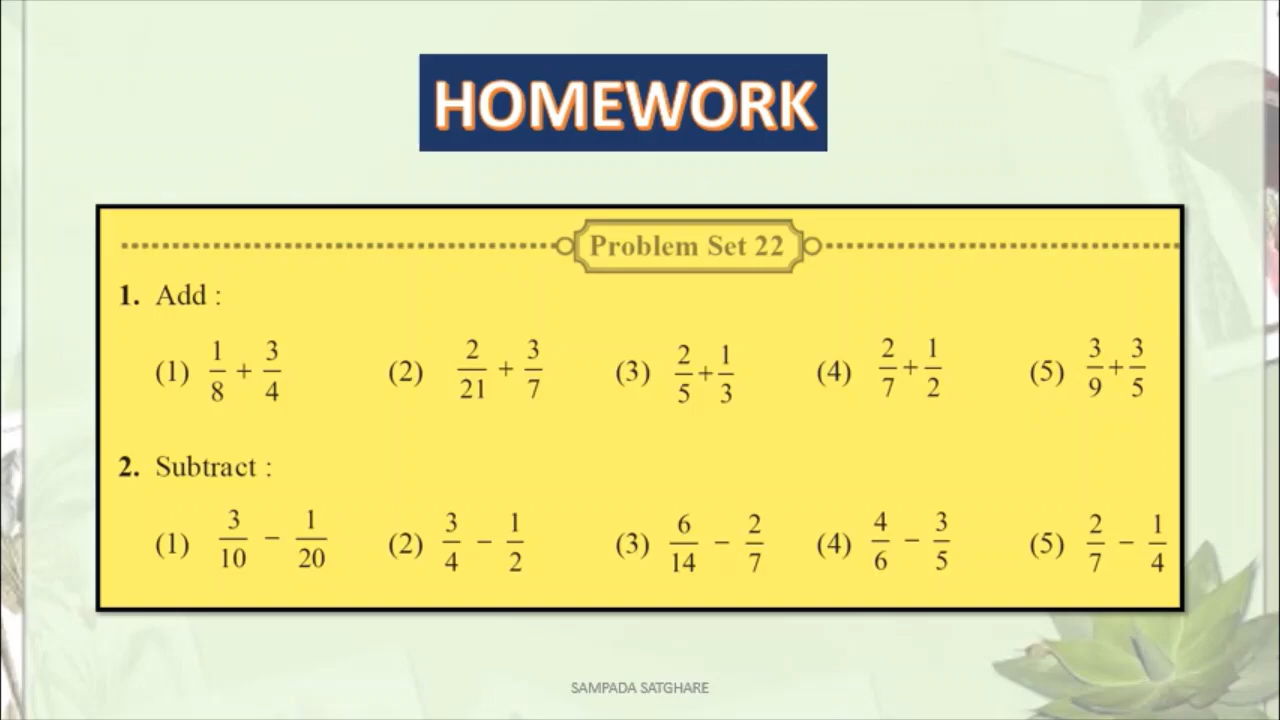 HOMEWORK
Problem Set 22
1. Add :
(1) 1/8 + 3/4 (2) 2/21 + 3/7 (3) 2/5 + 1/3 (4) 2/7 + 1/2 (5) 3/9 + 3/5
2. Subtract :
(1) 3/10 − 1/20 (2) 3/4 − 1/2 (3) 6/14 − 2/7 (4) 4/6 − 3/5 (5) 2/7 − 1/4
SAMPADA SATGHARE